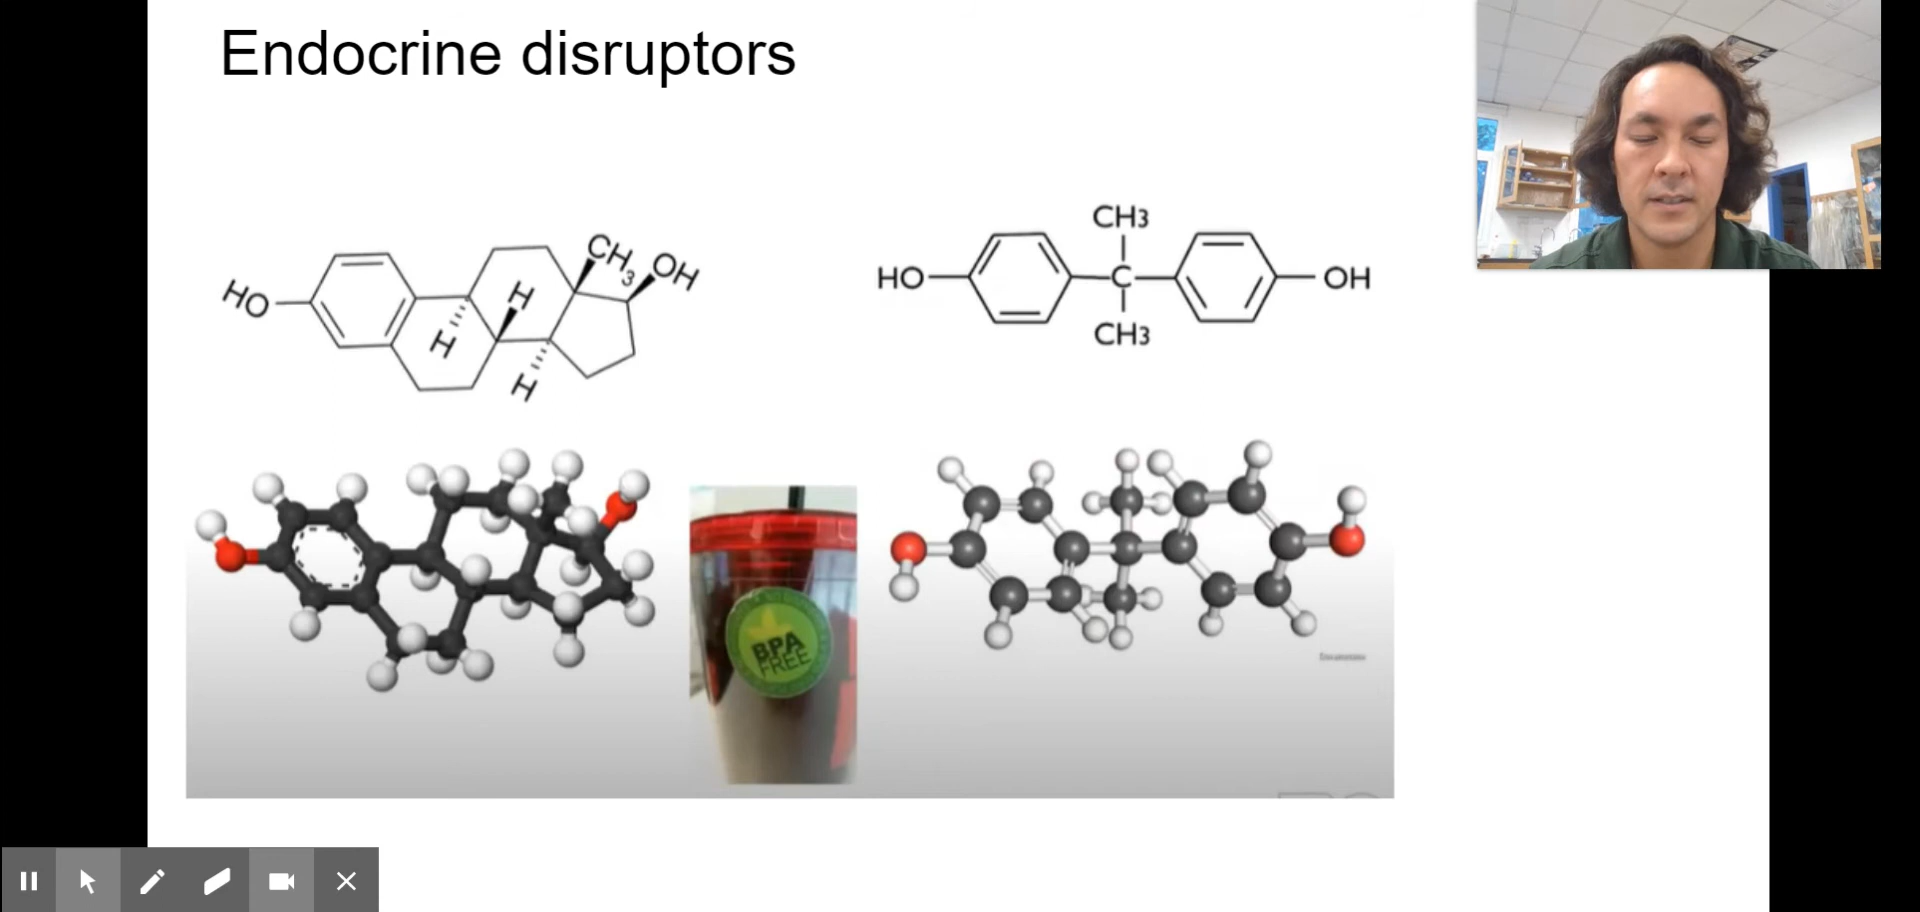 Endocrine disruptors
HO
H
H
H
CH3
OH
CH3
HO
C
OH
CH3
BPA
FREE